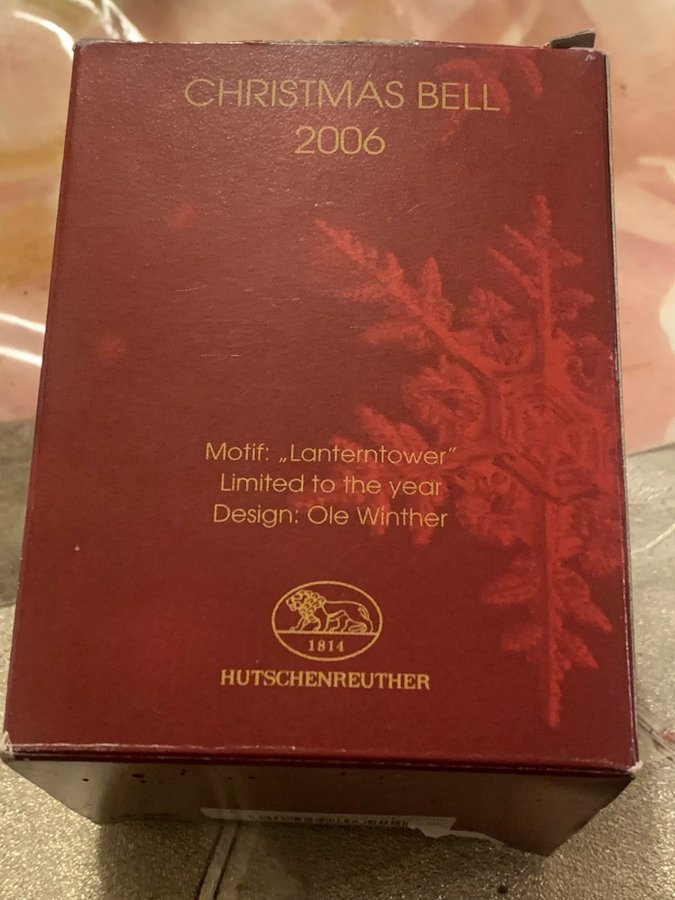 CHRISTMAS BELL
2006
Motif: „Lanterntower"
Limited to the year
Design: Ole Winther
1814
HUTSCHENREUTHER